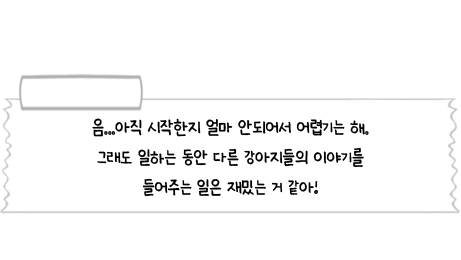 음...아직 시작한지 얼마 안되어서 어렵기는 해.
그래도 일하는 동안 다른 강아지들의 이야기를
들어주는 일은 재밌는 거 같아!